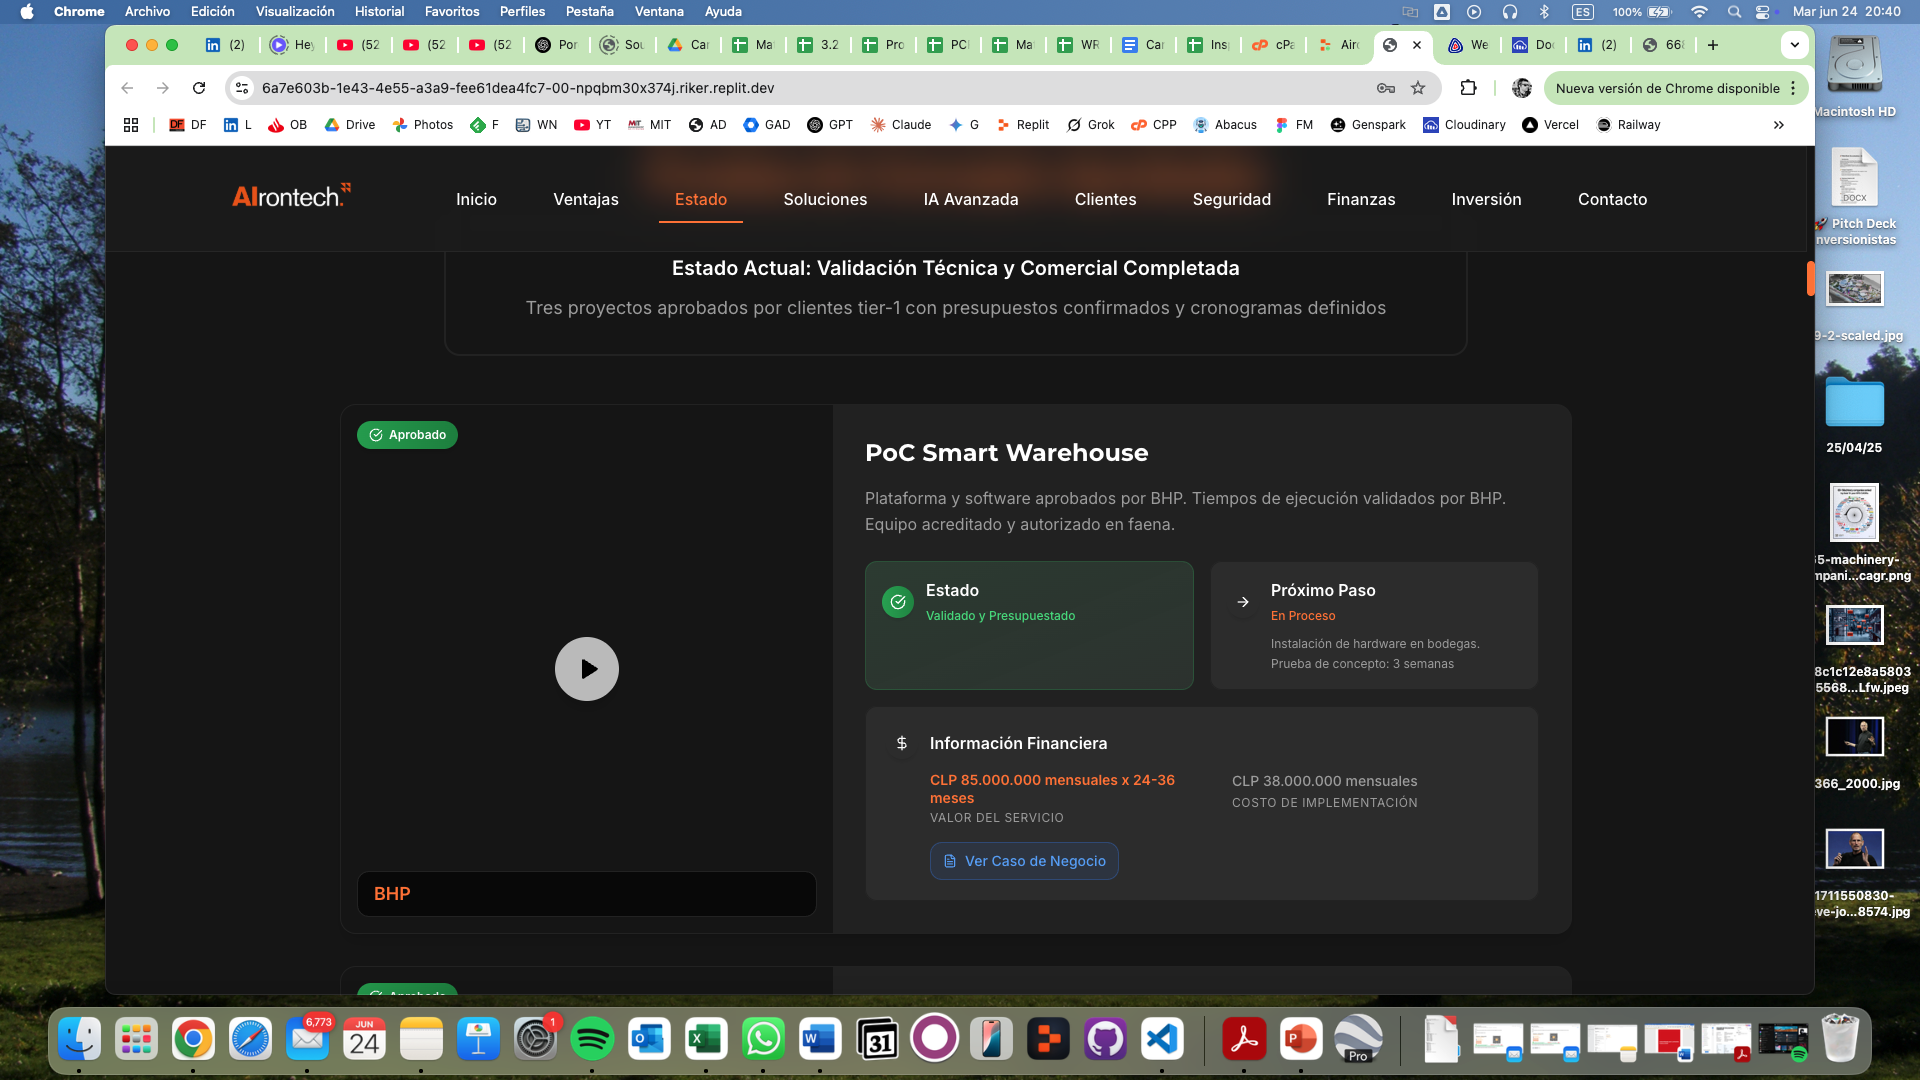 Chrome Archivo Edición Visualización Historial Favoritos Perfiles Pestaña Ventana Ayuda
ES 100% Mar jun 24 20:40
(2) Hey (52 (52 (52 Por Sou Car Ma 3.2 Pro PC Ma WR Car Ins cPa Airo We Do (2) 668
6a7e603b-1e43-4e55-a3a9-fee61dea4fc7-00-npqbm30x374j.riker.replit.dev
Nueva versión de Chrome disponible
DF L OB Drive Photos F WN YT MIT AD GAD GPT Claude G Replit Grok CPP Abacus FM Genspark Cloudinary Vercel Railway
AIrontech.
Inicio Ventajas Estado Soluciones IA Avanzada Clientes Seguridad Finanzas Inversión Contacto
Estado Actual: Validación Técnica y Comercial Completada
Tres proyectos aprobados por clientes tier-1 con presupuestos confirmados y cronogramas definidos
Aprobado
BHP
PoC Smart Warehouse
Plataforma y software aprobados por BHP. Tiempos de ejecución validados por BHP.
Equipo acreditado y autorizado en faena.
Estado
Validado y Presupuestado
Próximo Paso
En Proceso
Instalación de hardware en bodegas.
Prueba de concepto: 3 semanas
Información Financiera
CLP 85.000.000 mensuales x 24-36
meses
VALOR DEL SERVICIO
CLP 38.000.000 mensuales
COSTO DE IMPLEMENTACIÓN
Ver Caso de Negocio
Aprobado
Macintosh HD
DOCX
Pitch Deck
nversionistas
9-2-scaled.jpg
25/04/25
65-machinery-
mpani...cagr.png
8c1c12e8a5803
5568...Lfw.jpeg
366_2000.jpg
1711550830-
eve-jo...8574.jpg
6,773
JUN
24
1
31
Pro